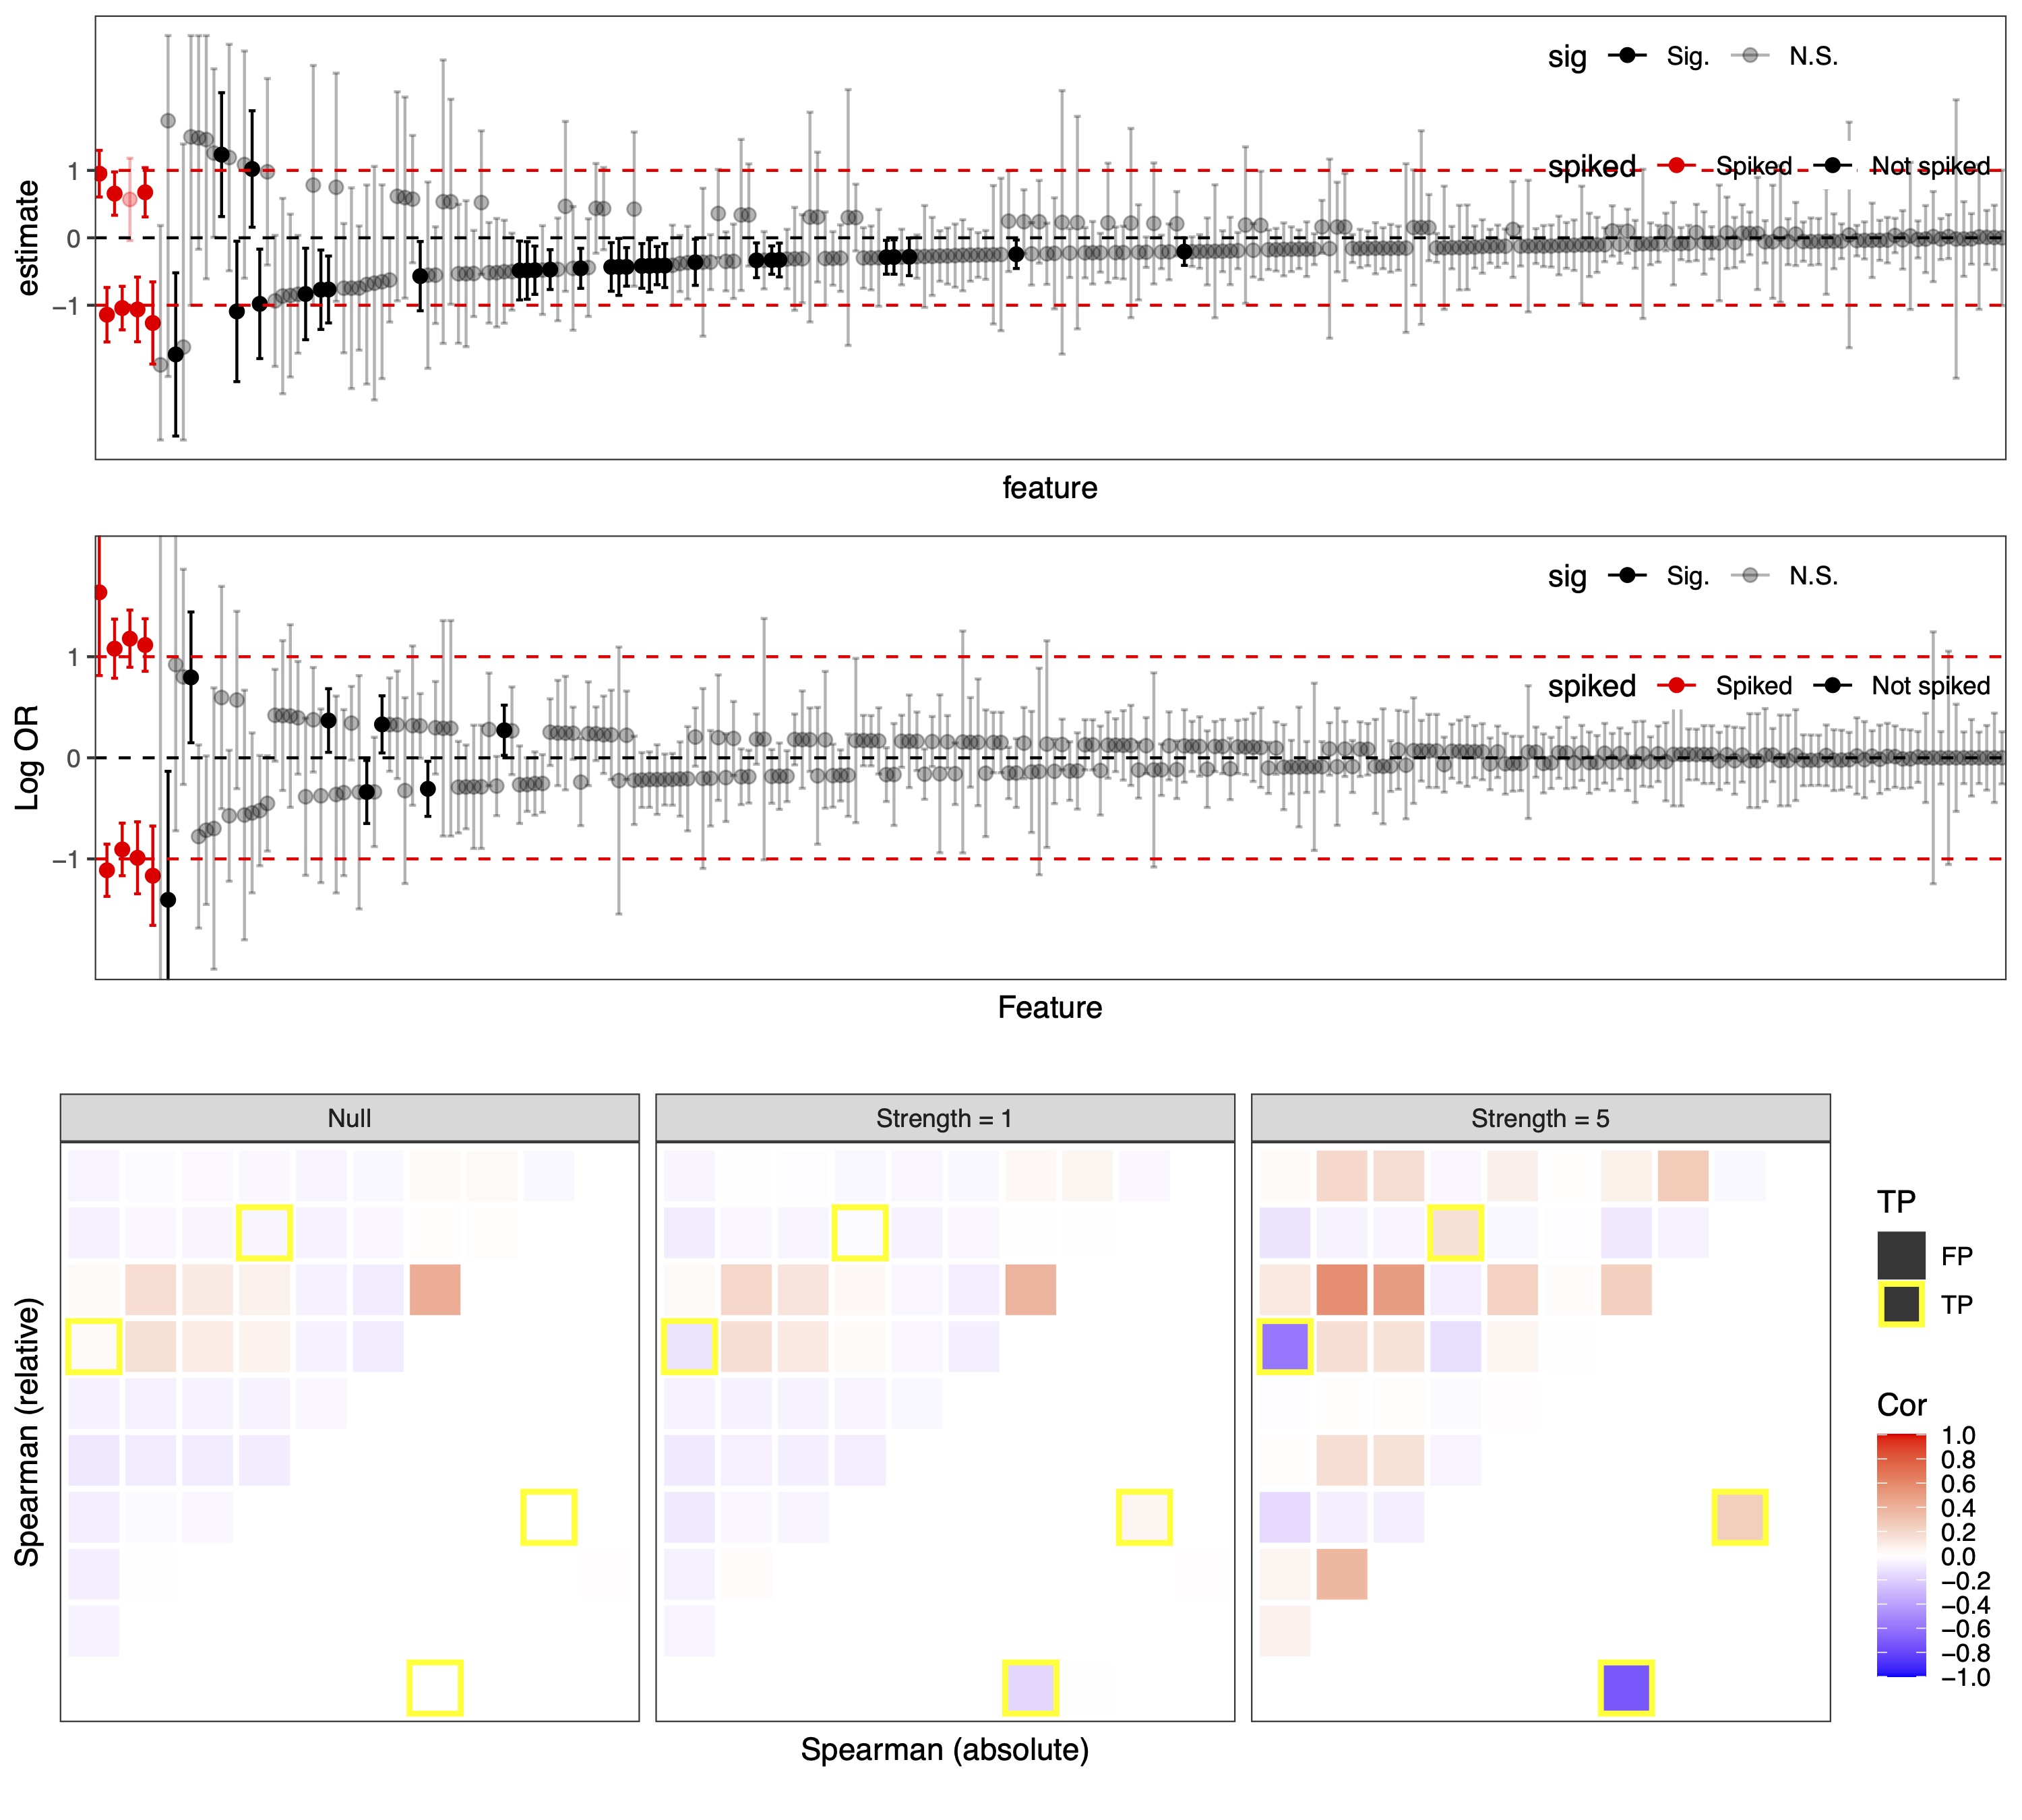 sig Sig. N.S.
spiked Spiked Not spiked
estimate
1
0
−1
feature
sig Sig. N.S.
spiked Spiked Not spiked
Log OR
1
0
−1
Feature
Null
Strength = 1
Strength = 5
Spearman (relative)
Spearman (absolute)
TP
FP
TP
Cor
1.0
0.8
0.6
0.4
0.2
0.0
−0.2
−0.4
−0.6
−0.8
−1.0